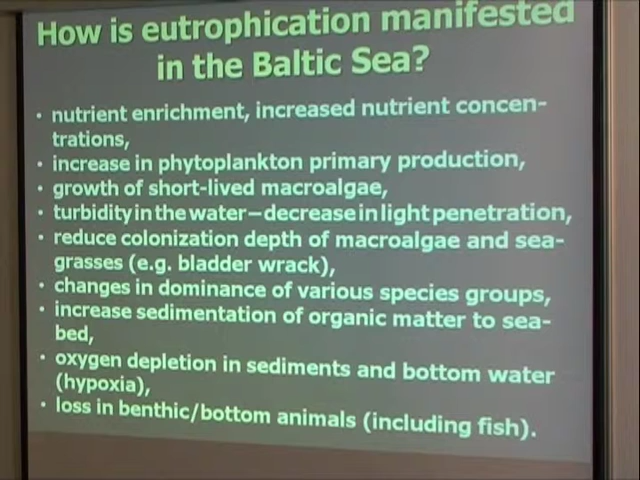 How is eutrophication manifested
in the Baltic Sea?
• nutrient enrichment, increased nutrient concen-
trations,
• increase in phytoplankton primary production,
• growth of short-lived macroalgae,
• turbidity in the water – decrease in light penetration,
• reduce colonization depth of macroalgae and sea-
grasses (e.g. bladder wrack),
• changes in dominance of various species groups,
• increase sedimentation of organic matter to sea-
bed,
• oxygen depletion in sediments and bottom water
(hypoxia),
• loss in benthic/bottom animals (including fish).